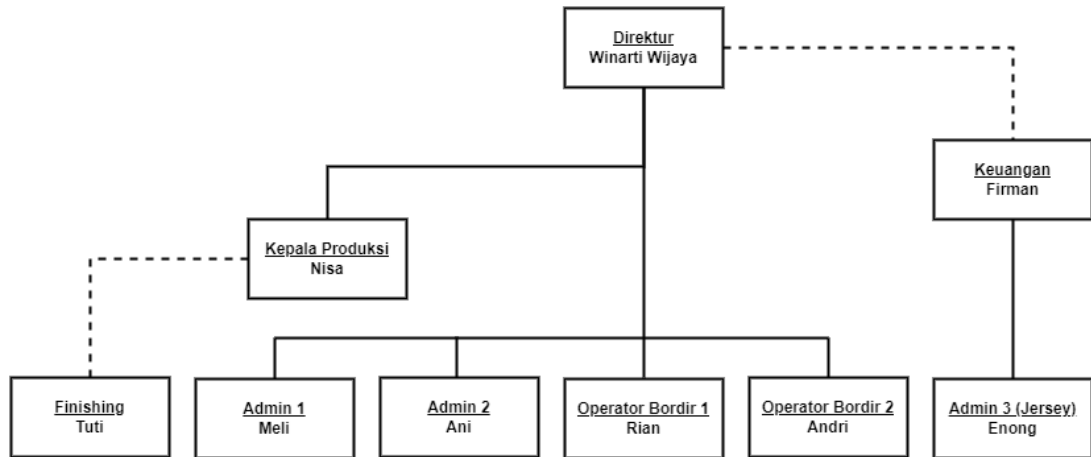 Direktur
Winarti Wijaya
Keuangan
Firman
Kepala Produksi
Nisa
Finishing
Tuti
Admin 1
Meli
Admin 2
Ani
Operator Bordir 1
Rian
Operator Bordir 2
Andri
Admin 3 (Jersey)
Enong